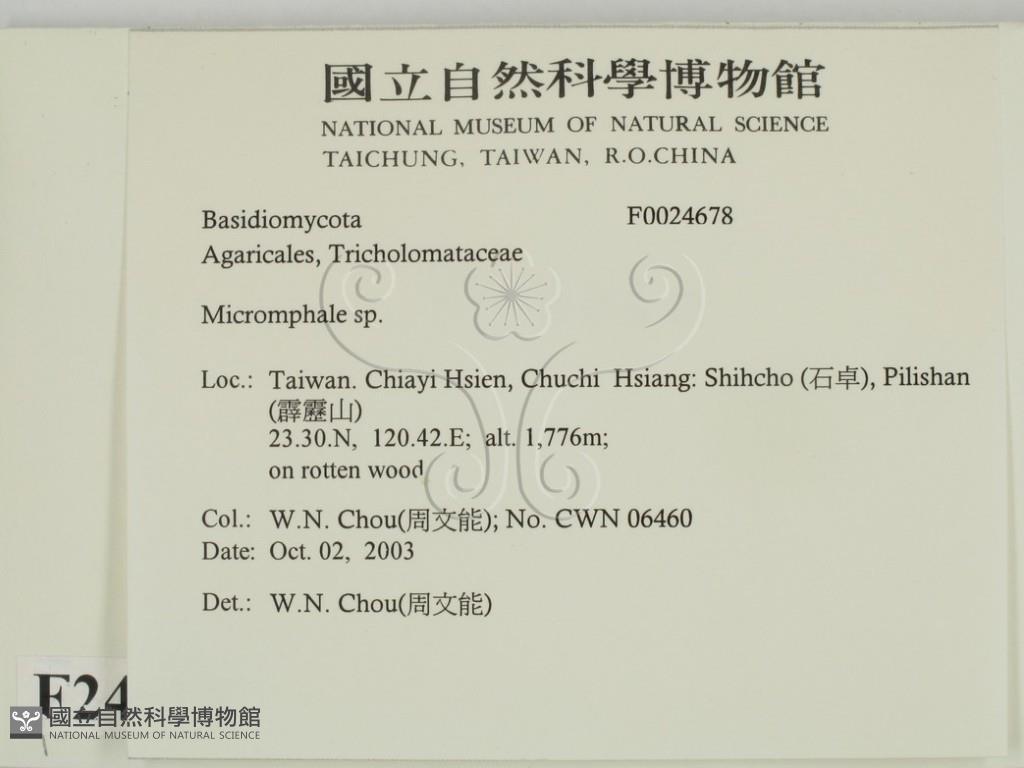 國立自然科學博物館
NATIONAL MUSEUM OF NATURAL SCIENCE
TAICHUNG, TAIWAN, R.O.CHINA
Basidiomycota F0024678
Agaricales, Tricholomataceae
Micromphale sp.
Loc.: Taiwan. Chiayi Hsien, Chuchi Hsiang: Shihcho (石卓), Pilishan
(霹靂山)
23.30.N, 120.42.E; alt. 1,776m;
on rotten wood
Col.: W.N. Chou(周文能); No. CWN 06460
Date: Oct. 02, 2003
Det.: W.N. Chou(周文能)
F24
國立自然科學博物館
NATIONAL MUSEUM OF NATURAL SCIENCE